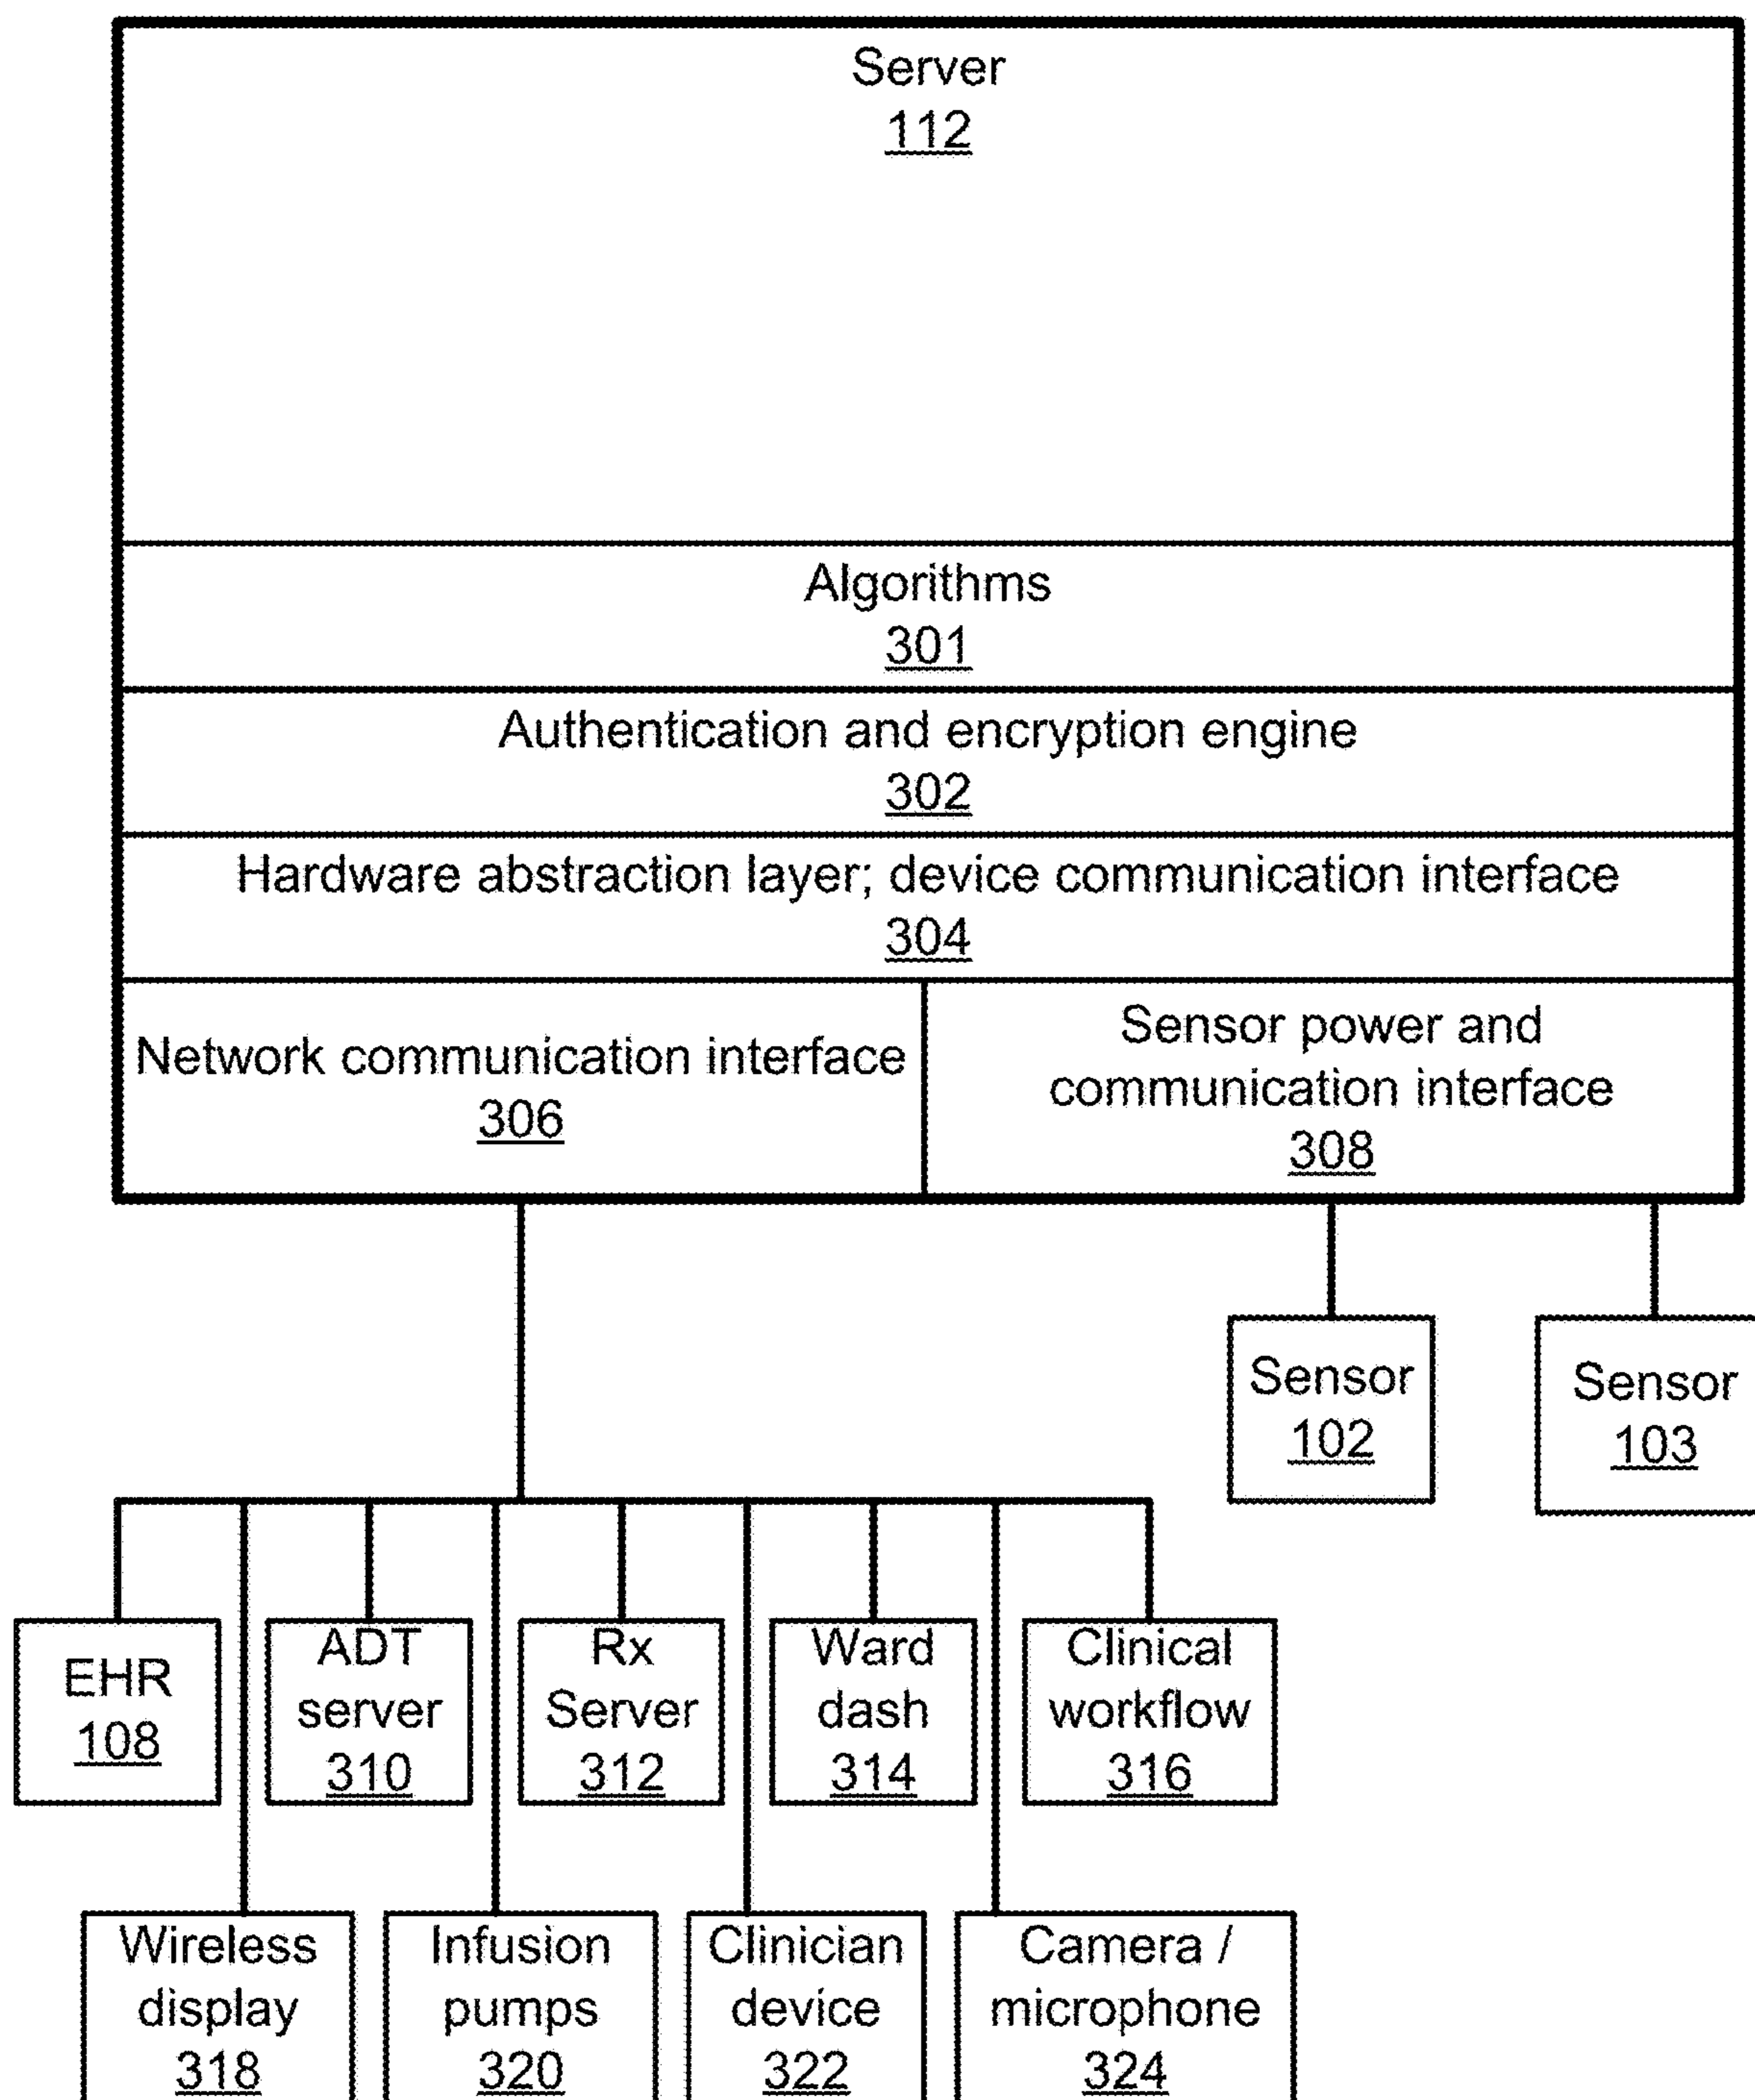 Server
112
Algorithms
301
Authentication and encryption engine
302
Hardware abstraction layer; device communication interface
304
Network communication interface
306
Sensor power and
communication interface
308
Sensor
102
Sensor
103
EHR
108
ADT
server
310
Rx
Server
312
Ward
dash
314
Clinical
workflow
316
Wireless
display
318
Infusion
pumps
320
Clinician
device
322
Camera /
microphone
324